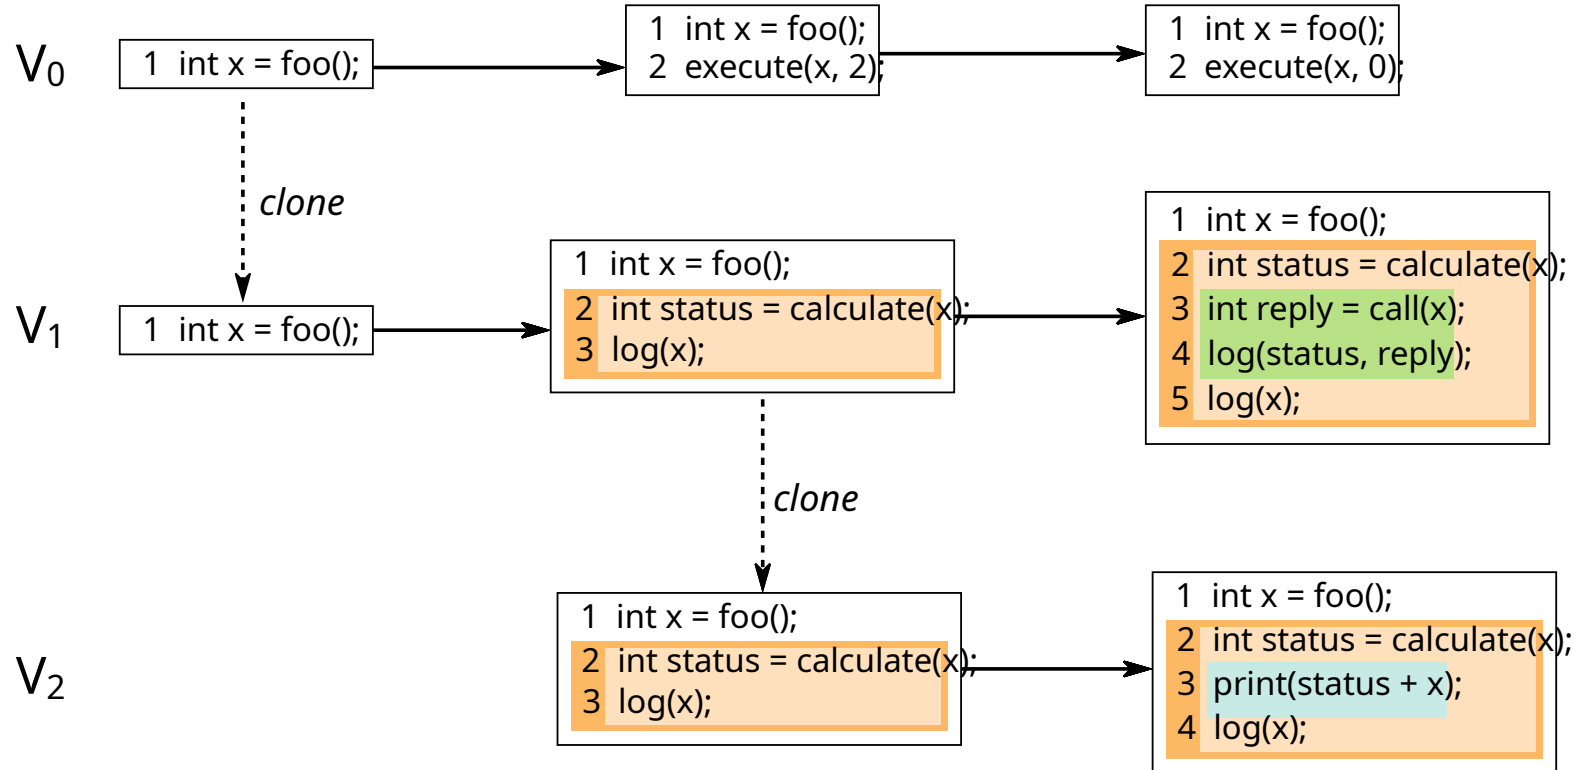 V0
1 int x = foo();
1 int x = foo();
2 execute(x, 2);
1 int x = foo();
2 execute(x, 0);
clone
V1
1 int x = foo();
1 int x = foo();
2 int status = calculate(x);
3 log(x);
1 int x = foo();
2 int status = calculate(x);
3 int reply = call(x);
4 log(status, reply);
5 log(x);
clone
V2
1 int x = foo();
2 int status = calculate(x);
3 log(x);
1 int x = foo();
2 int status = calculate(x);
3 print(status + x);
4 log(x);